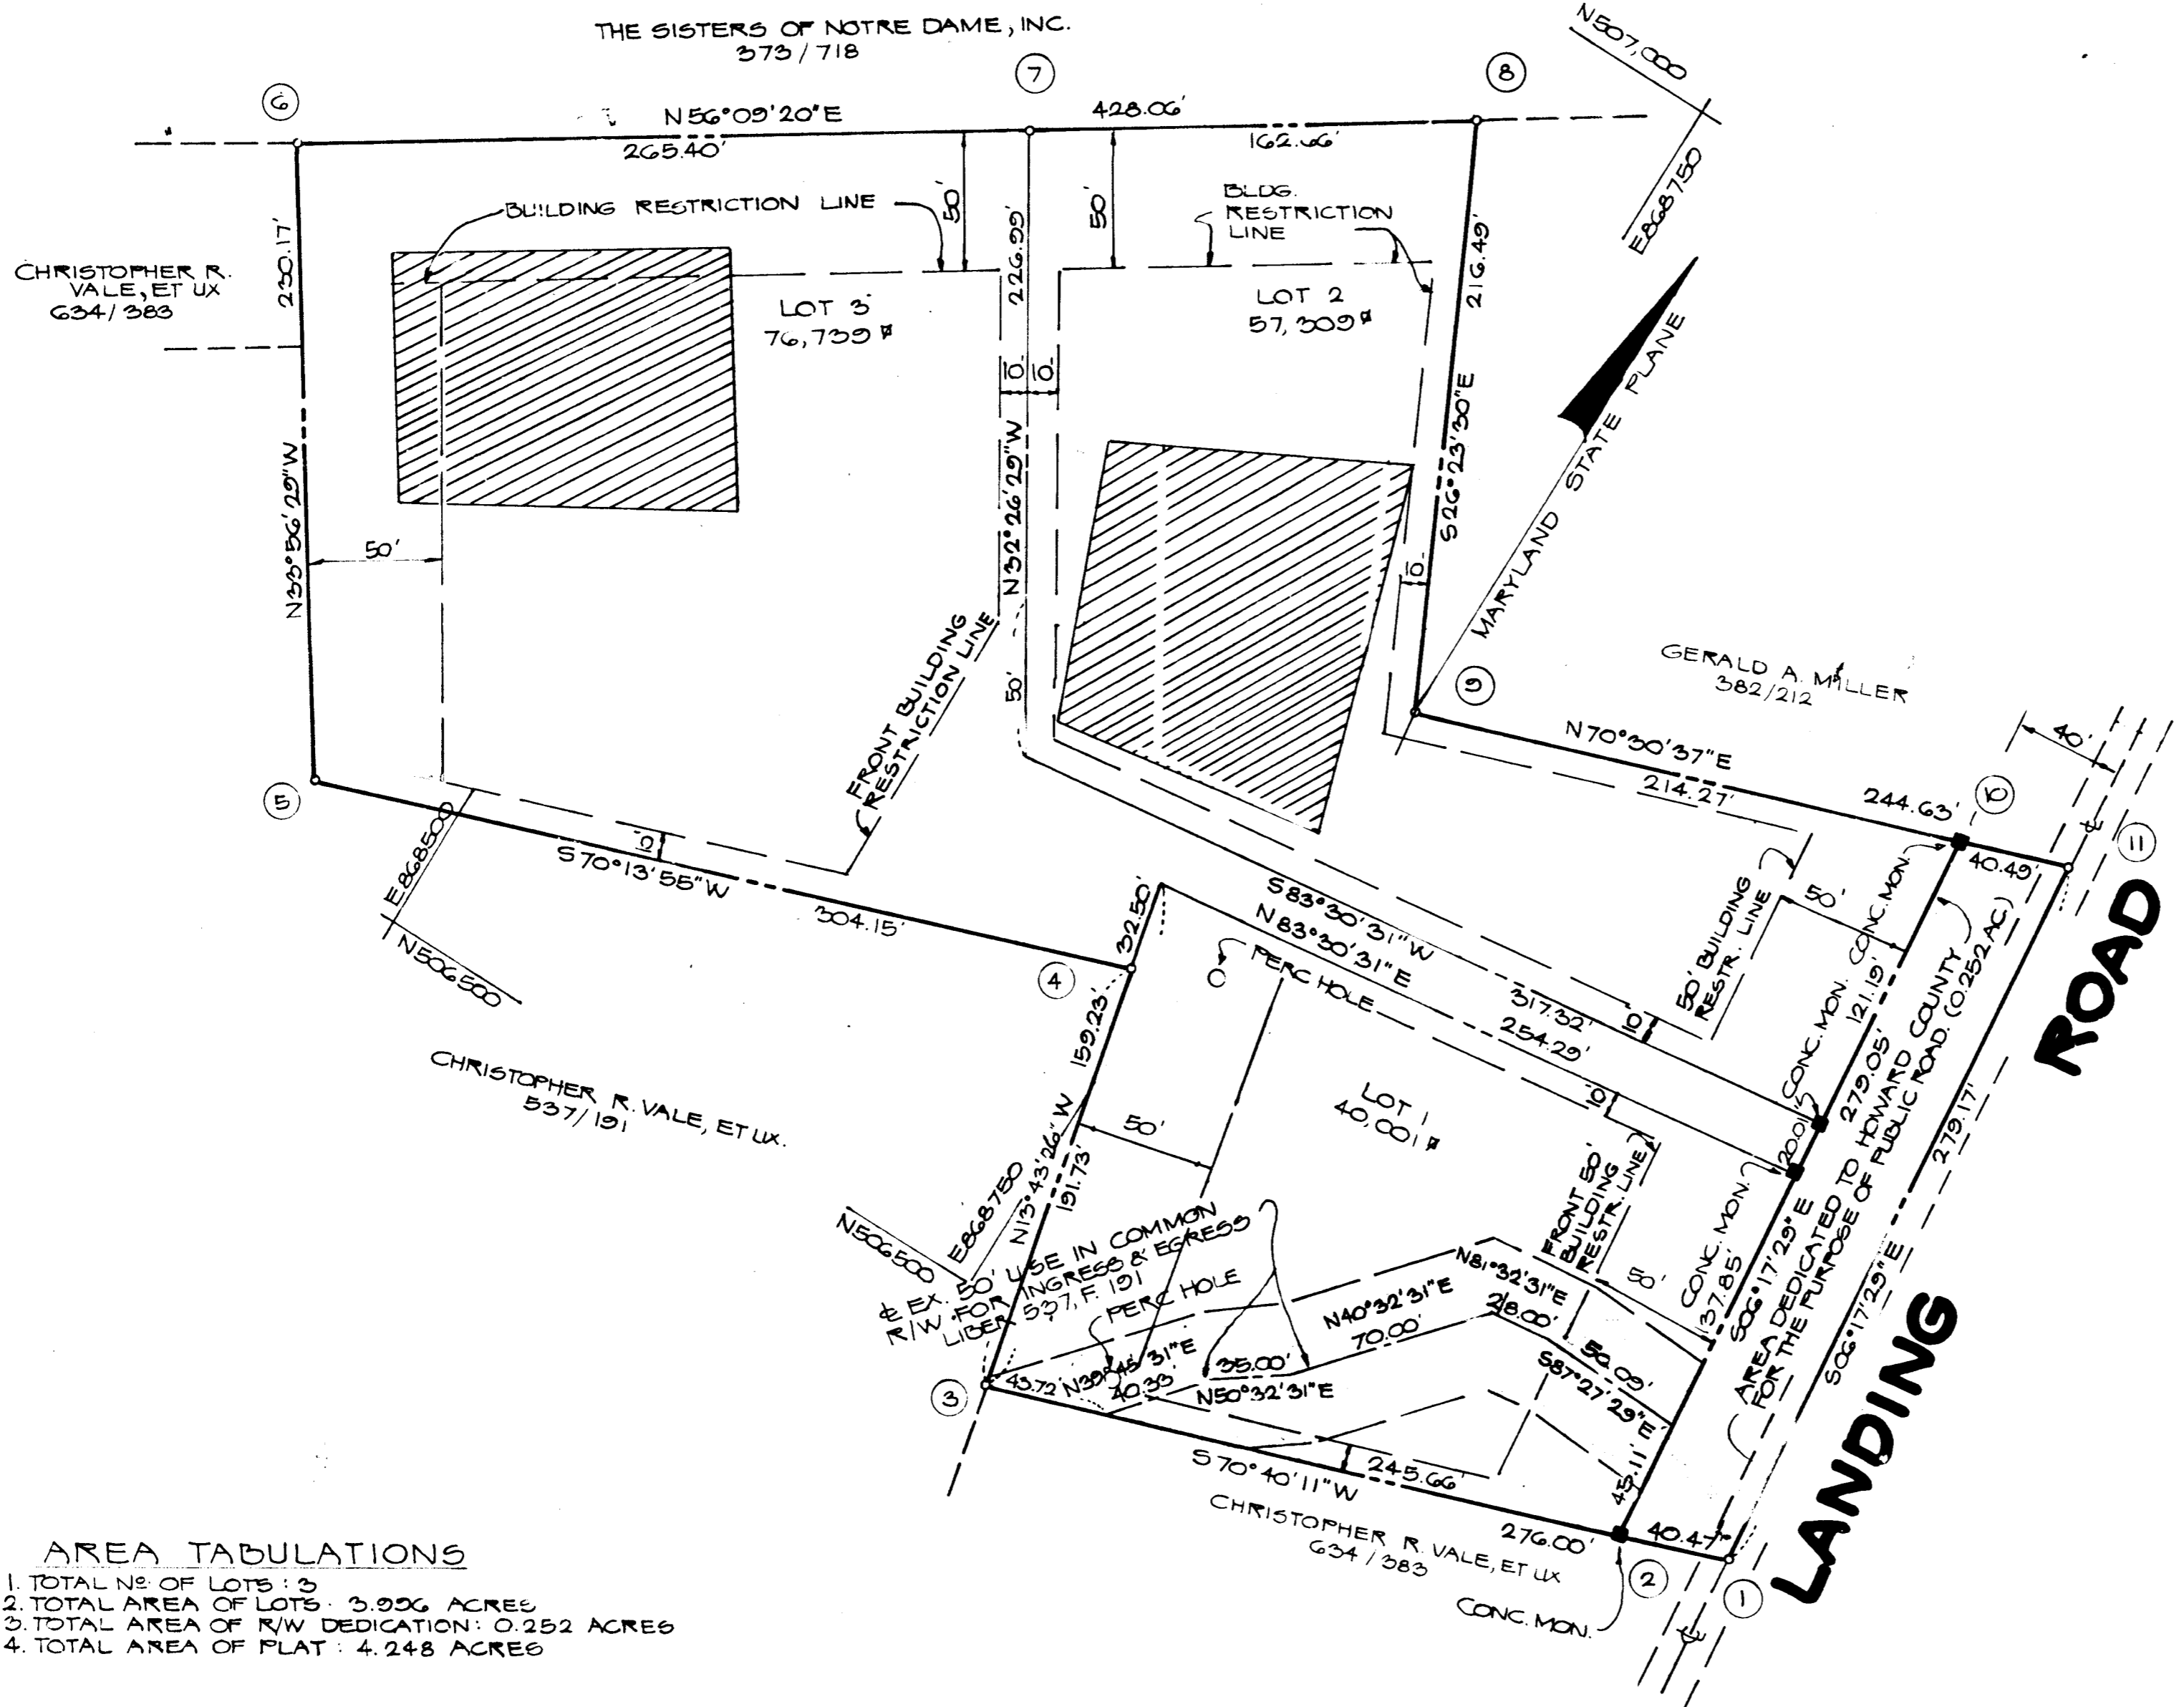 THE SISTERS OF NOTRE DAME, INC.
373/718
N507,000
E868750
6
7
8
N56°09'20"E
428.06'
265.40'
162.66'
BUILDING RESTRICTION LINE
50'
50'
BLDG.
RESTRICTION
LINE
230.17'
226.99'
216.49'
CHRISTOPHER R.
VALE, ET UX
634/383
LOT 3
76,739
LOT 2
57,309
10
10
N33°56'29"W
N32°26'29"W
S26°23'30"E
MARYLAND STATE PLANE
50'
10
50'
FRONT BUILDING
RESTRICTION LINE
9
GERALD A. MILLER
382/212
N70°30'37"E
214.27'
244.63'
40'
10
11
40.49'
5
E868500
N506500
10
S70°13'55"W
304.15'
32.50'
4
S83°30'31"W
N83°30'31"E
317.32'
254.29'
PERC HOLE
50' BUILDING
RESTR. LINE
50'
CONC. MON.
CONC. MON.
121.19'
10
10'
279.05'
20.01'
CONC. MON.
ROAD
CHRISTOPHER R. VALE, ET UX.
537/191
159.23'
50'
LOT 1
40,001
N13°43'26"W
191.73'
E868750
N506500
FRONT 50'
BUILDING
RESTR. LINE
50'
137.85'
S06°17'29"E
AREA DEDICATED TO HOWARD COUNTY
FOR THE PURPOSE OF PUBLIC ROAD. (0.252 AC)
279.17'
S06°17'29"E
LANDING
℄ EX. 50' USE IN COMMON
R/W FOR INGRESS & EGRESS
LIBER 537, F. 191
PERC HOLE
3
43.72'
N39°45'31"E
40.33'
35.00'
N50°32'31"E
N40°32'31"E
70.00'
N81°32'31"E
28.00'
50.09'
S87°27'29"E
45.11'
S70°40'11"W
245.66'
276.00'
40.47'
CHRISTOPHER R. VALE, ET UX
634/383
CONC. MON.
2
1
AREA TABULATIONS
1. TOTAL Nº OF LOTS : 3
2. TOTAL AREA OF LOTS : 3.996 ACRES
3. TOTAL AREA OF R/W DEDICATION: 0.252 ACRES
4. TOTAL AREA OF PLAT : 4.248 ACRES